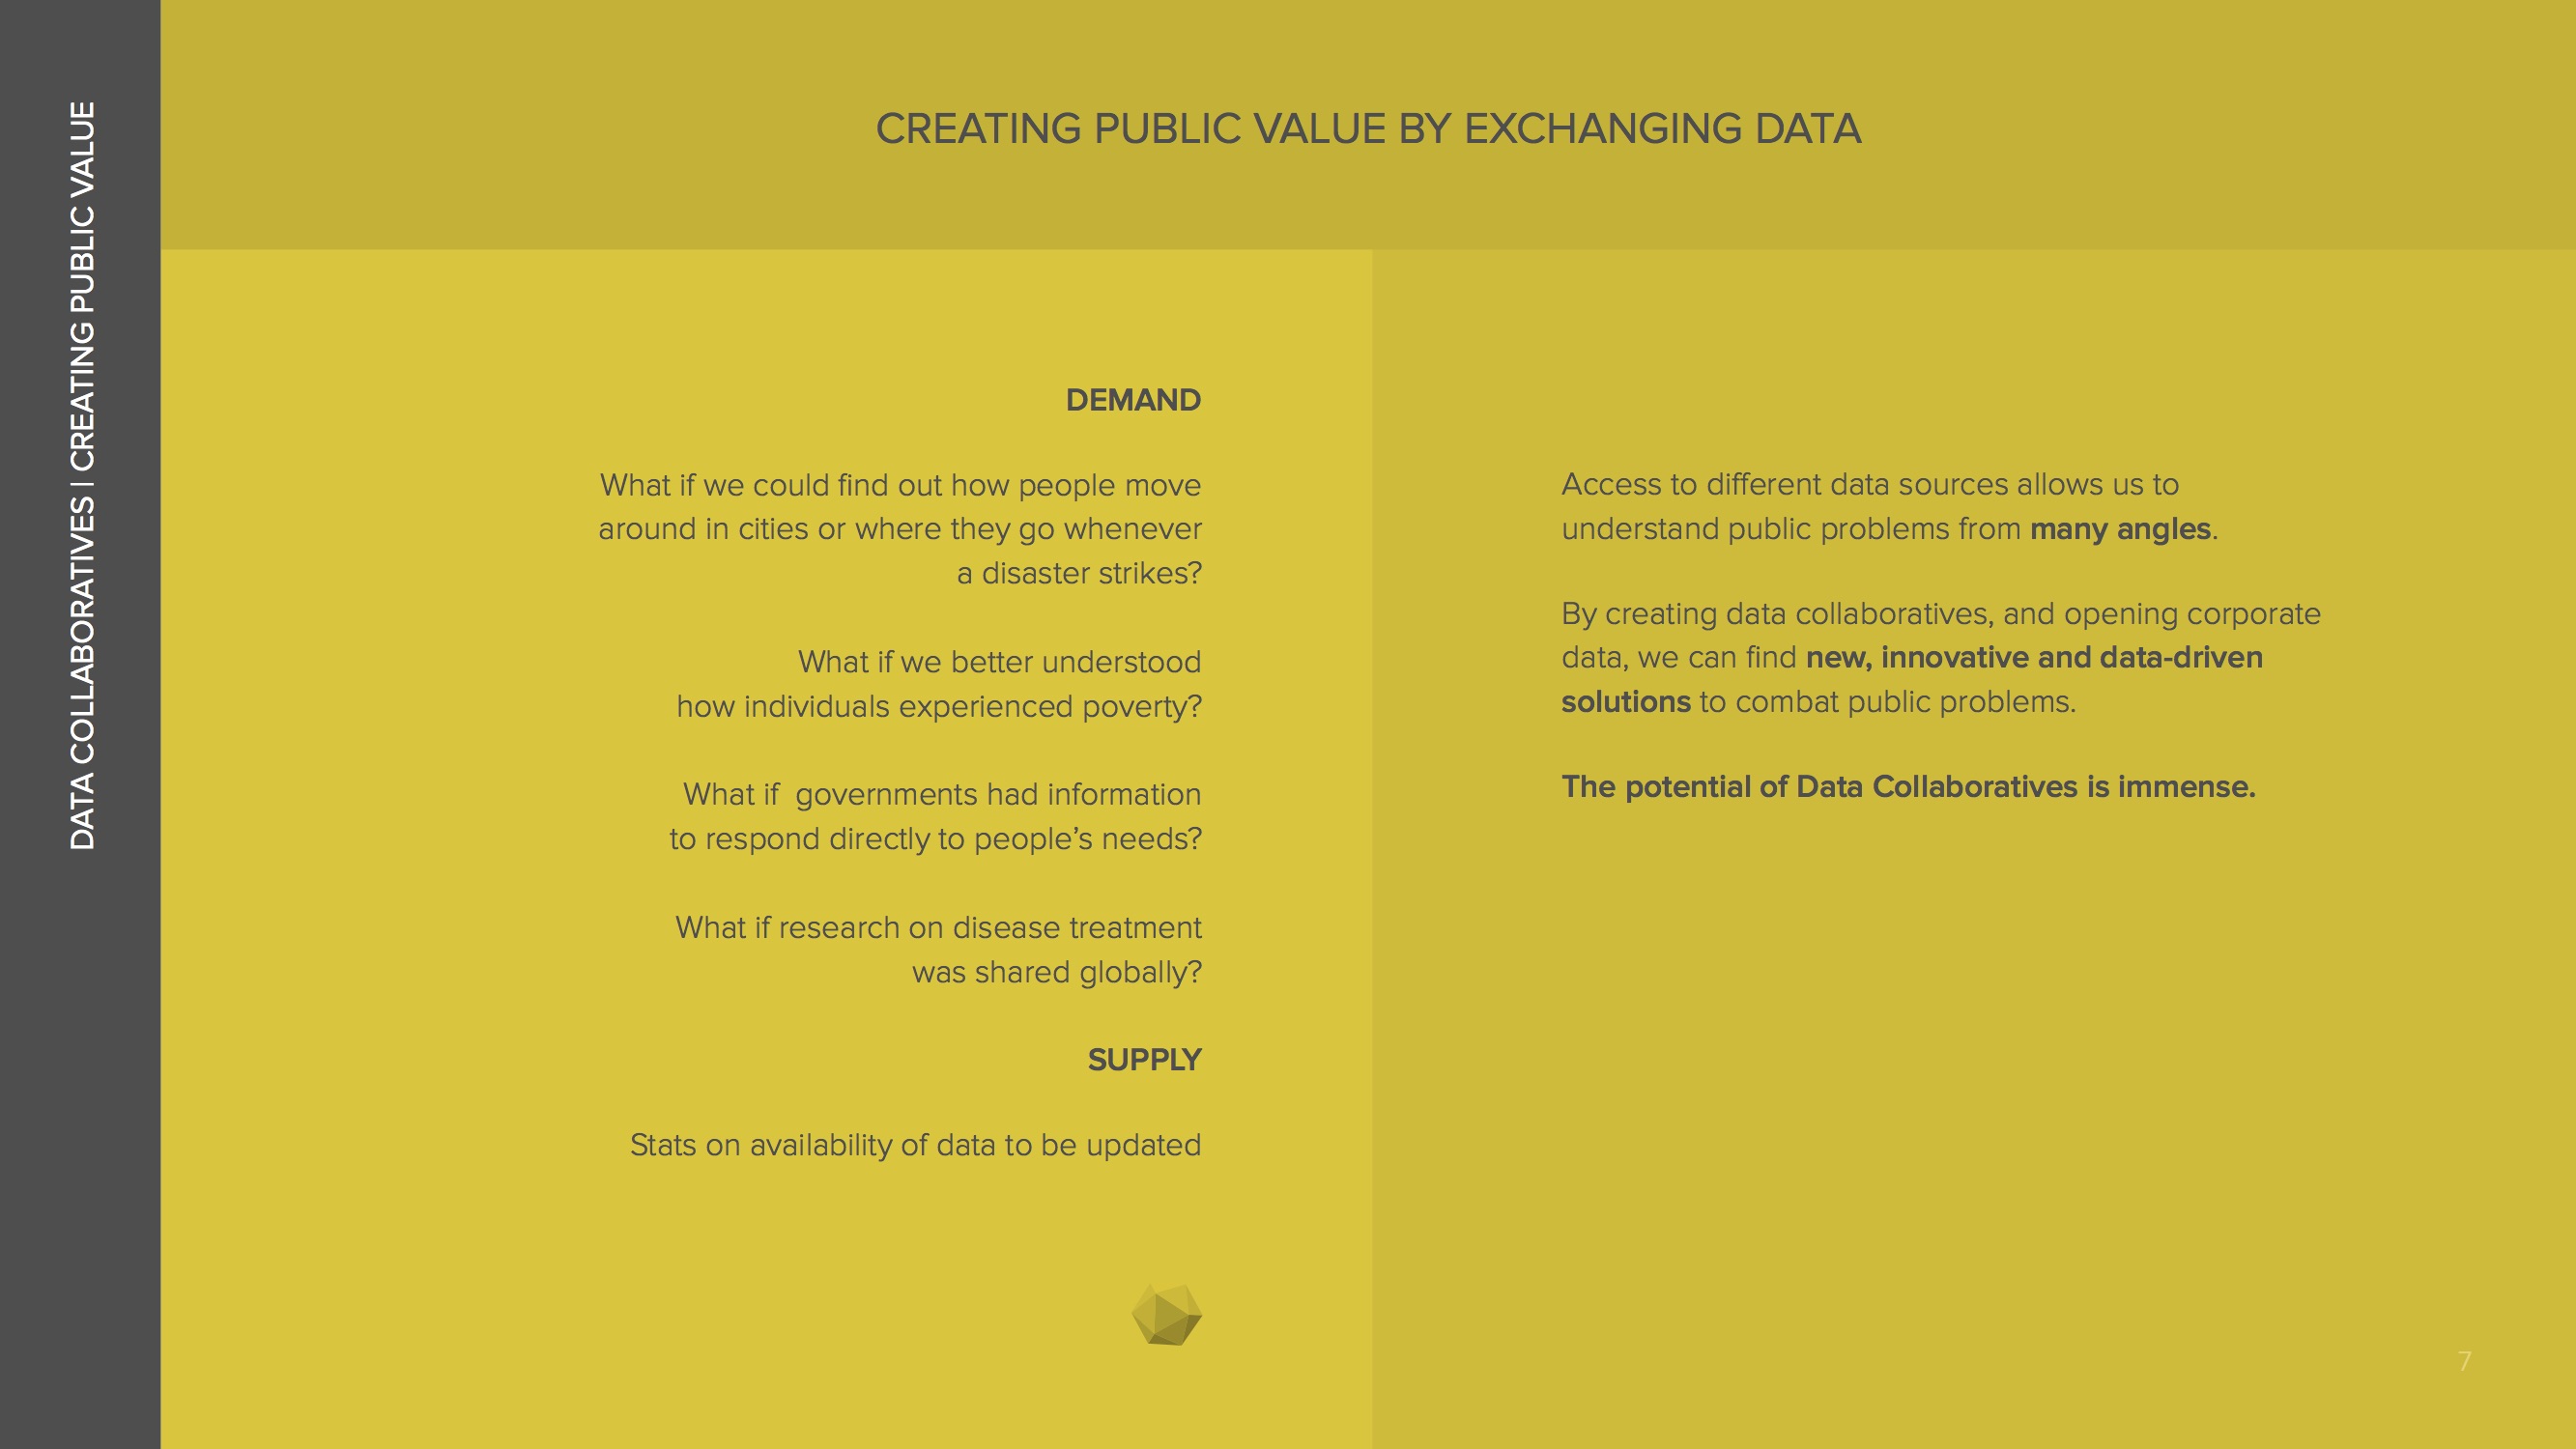 DATA COLLABORATIVES | CREATING PUBLIC VALUE
CREATING PUBLIC VALUE BY EXCHANGING DATA
DEMAND
What if we could find out how people move
around in cities or where they go whenever
a disaster strikes?
What if we better understood
how individuals experienced poverty?
What if  governments had information
to respond directly to people’s needs?
What if research on disease treatment
was shared globally?
SUPPLY
Stats on availability of data to be updated
Access to different data sources allows us to
understand public problems from many angles.
By creating data collaboratives, and opening corporate
data, we can find new, innovative and data-driven
solutions to combat public problems.
The potential of Data Collaboratives is immense.
7